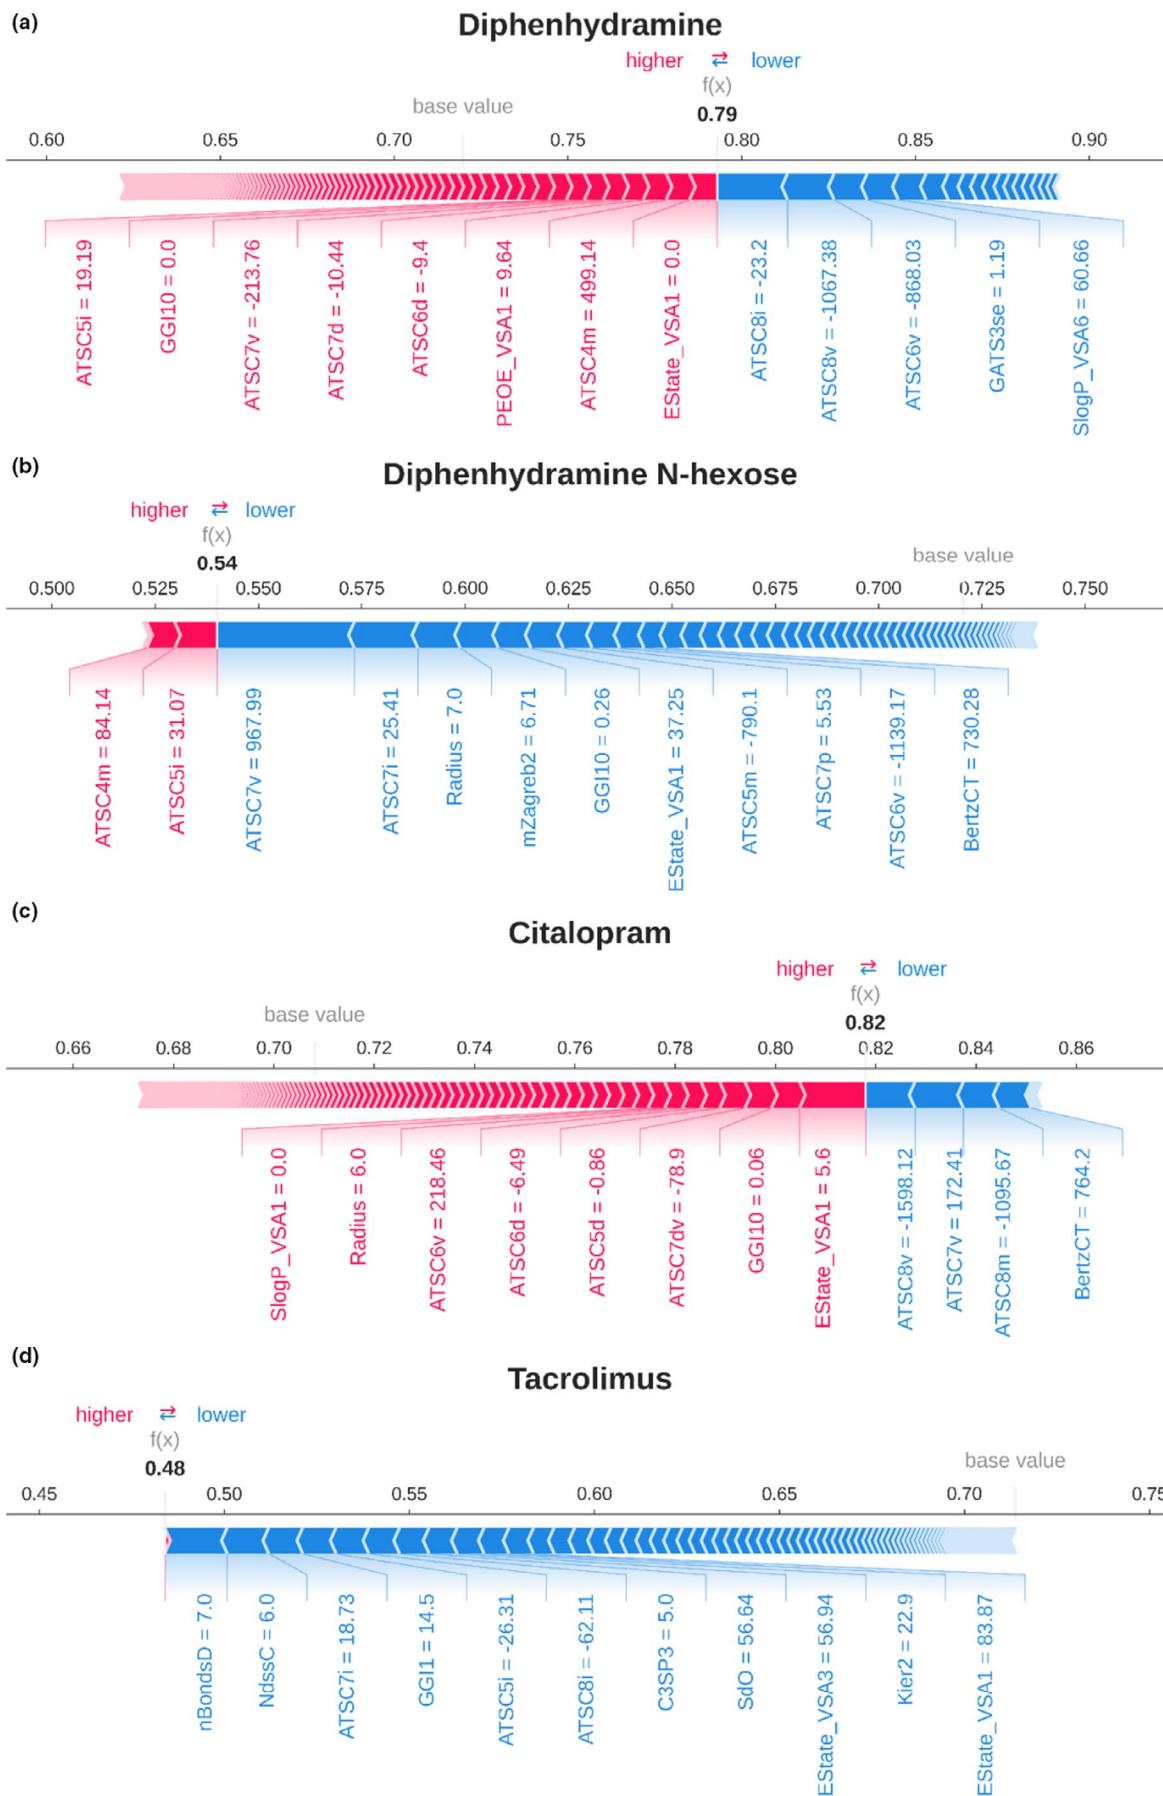 (a)
Diphenhydramine
higher ⇄ lower
f(x)
base value
0.79
0.60 0.65 0.70 0.75 0.80 0.85 0.90
ATSC5i = 19.19
GGI10 = 0.0
ATSC7v = -213.76
ATSC7d = -10.44
ATSC6d = -9.4
PEOE_VSA1 = 9.64
ATSC4m = 499.14
EState_VSA1 = 0.0
ATSC8i = -23.2
ATSC8v = -1067.38
ATSC6v = -868.03
GATS3se = 1.19
SlogP_VSA6 = 60.66
(b)
Diphenhydramine N-hexose
higher ⇄ lower
f(x)
base value
0.54
0.500 0.525 0.550 0.575 0.600 0.625 0.650 0.675 0.700 0.725 0.750
ATSC4m = 84.14
ATSC5i = 31.07
ATSC7v = 967.99
ATSC7i = 25.41
Radius = 7.0
mZagreb2 = 6.71
GGI10 = 0.26
EState_VSA1 = 37.25
ATSC5m = -790.1
ATSC7p = 5.53
ATSC6v = -1139.17
BertzCT = 730.28
(c)
Citalopram
higher ⇄ lower
f(x)
base value
0.82
0.66 0.68 0.70 0.72 0.74 0.76 0.78 0.80 0.82 0.84 0.86
SlogP_VSA1 = 0.0
Radius = 6.0
ATSC6v = 218.46
ATSC6d = -6.49
ATSC5d = -0.86
ATSC7dv = -78.9
GGI10 = 0.06
EState_VSA1 = 5.6
ATSC8v = -1598.12
ATSC7v = 172.41
ATSC8m = -1095.67
BertzCT = 764.2
(d)
Tacrolimus
higher ⇄ lower
f(x)
base value
0.48
0.45 0.50 0.55 0.60 0.65 0.70 0.75
nBondsD = 7.0
NdssC = 6.0
ATSC7i = 18.73
GGI1 = 14.5
ATSC5i = -26.31
ATSC8i = -62.11
C3SP3 = 5.0
SdO = 56.64
EState_VSA3 = 56.94
Kier2 = 22.9
EState_VSA1 = 83.87